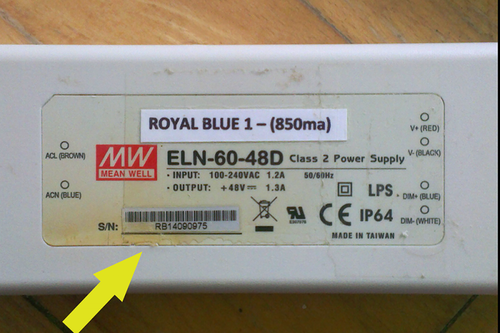 ROYAL BLUE 1 – (850ma)
V+ (RED)
V- (BLACK)
ACL (BROWN)
MW
MEAN WELL
ELN-60-48D Class 2 Power Supply
· INPUT: 100-240VAC 1.2A 50/60Hz
· OUTPUT: +48V⎓ 1.3A
LPS
ACN (BLUE)
DIM+ (BLUE)
DIM- (WHITE)
CE IP64
MADE IN TAIWAN
S/N:
RB14090975